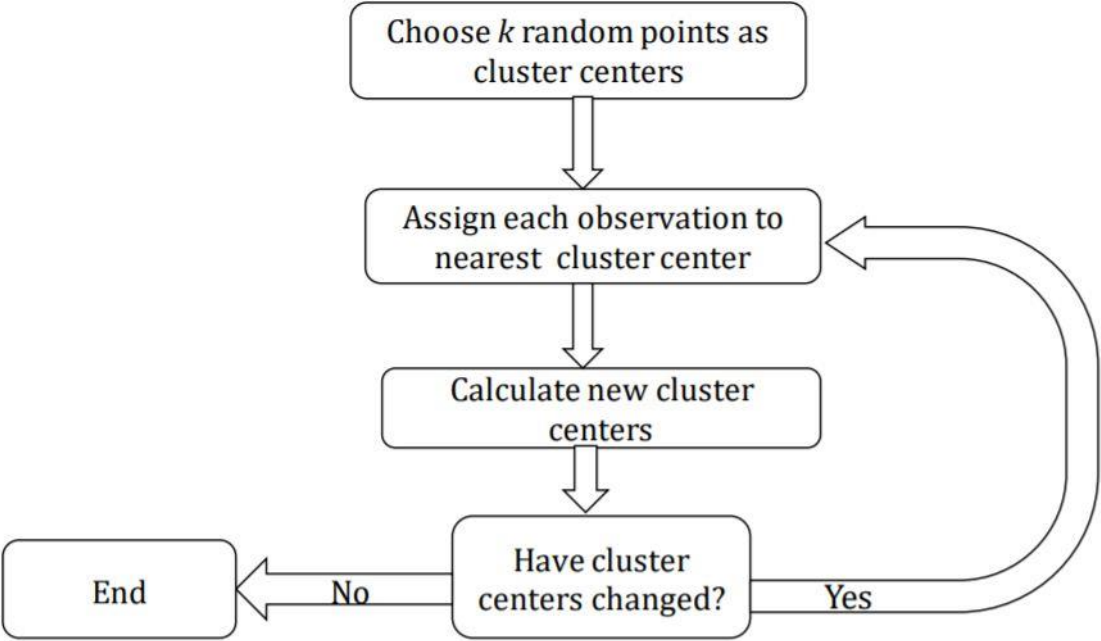 Choose k random points as
cluster centers
Assign each observation to
nearest cluster center
Calculate new cluster
centers
Have cluster
centers changed?
End
No
Yes